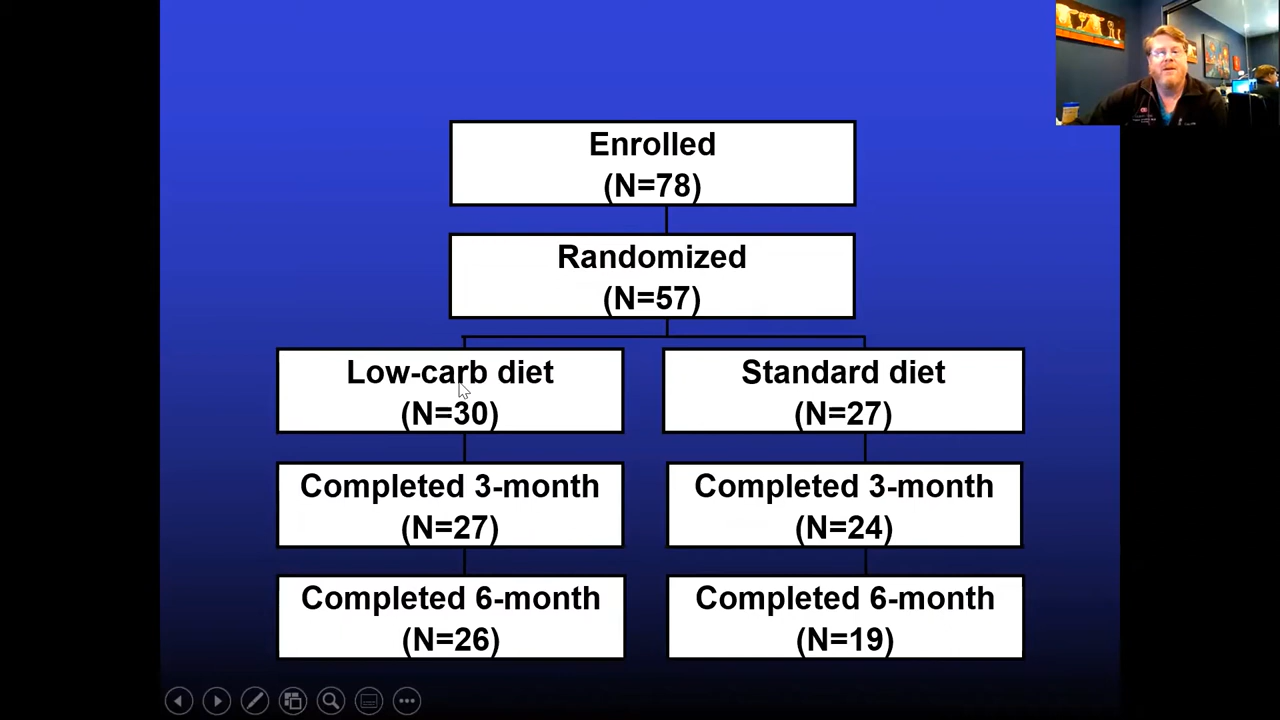 Enrolled
(N=78)
Randomized
(N=57)
Low-carb diet
(N=30)
Standard diet
(N=27)
Completed 3-month
(N=27)
Completed 3-month
(N=24)
Completed 6-month
(N=26)
Completed 6-month
(N=19)